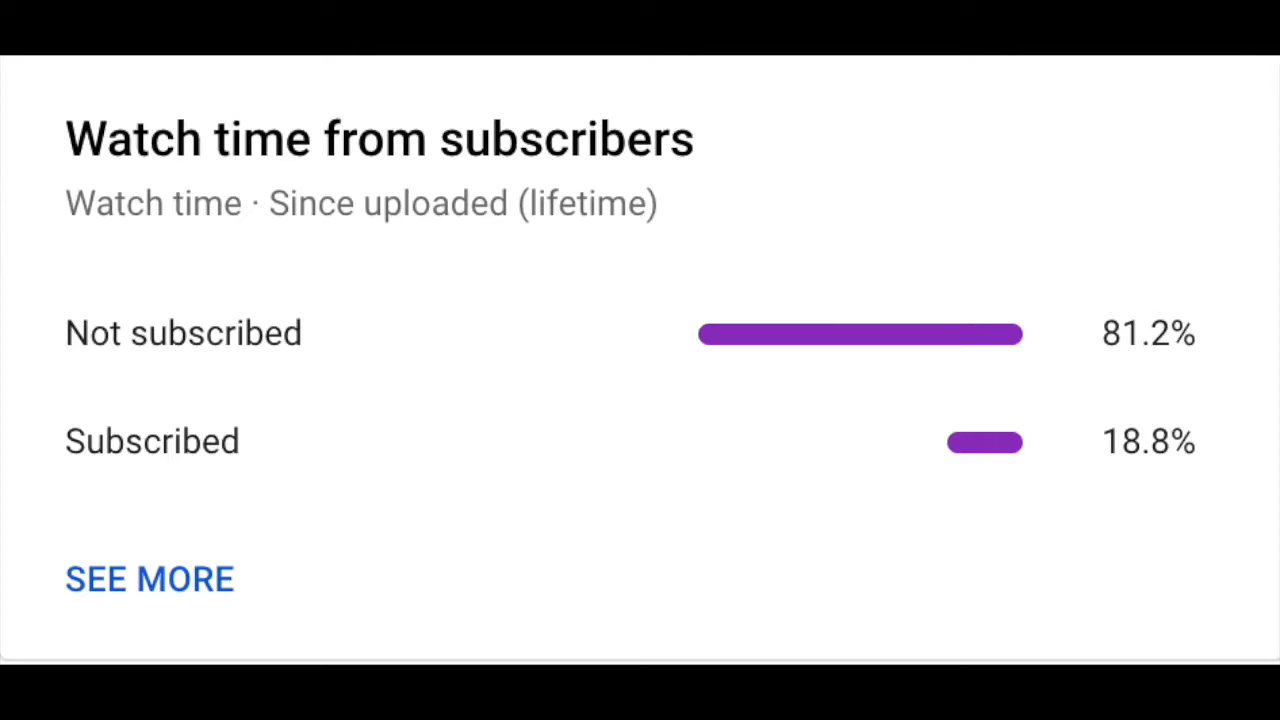 Watch time from subscribers
Watch time · Since uploaded (lifetime)
Not subscribed 81.2%
Subscribed 18.8%
SEE MORE